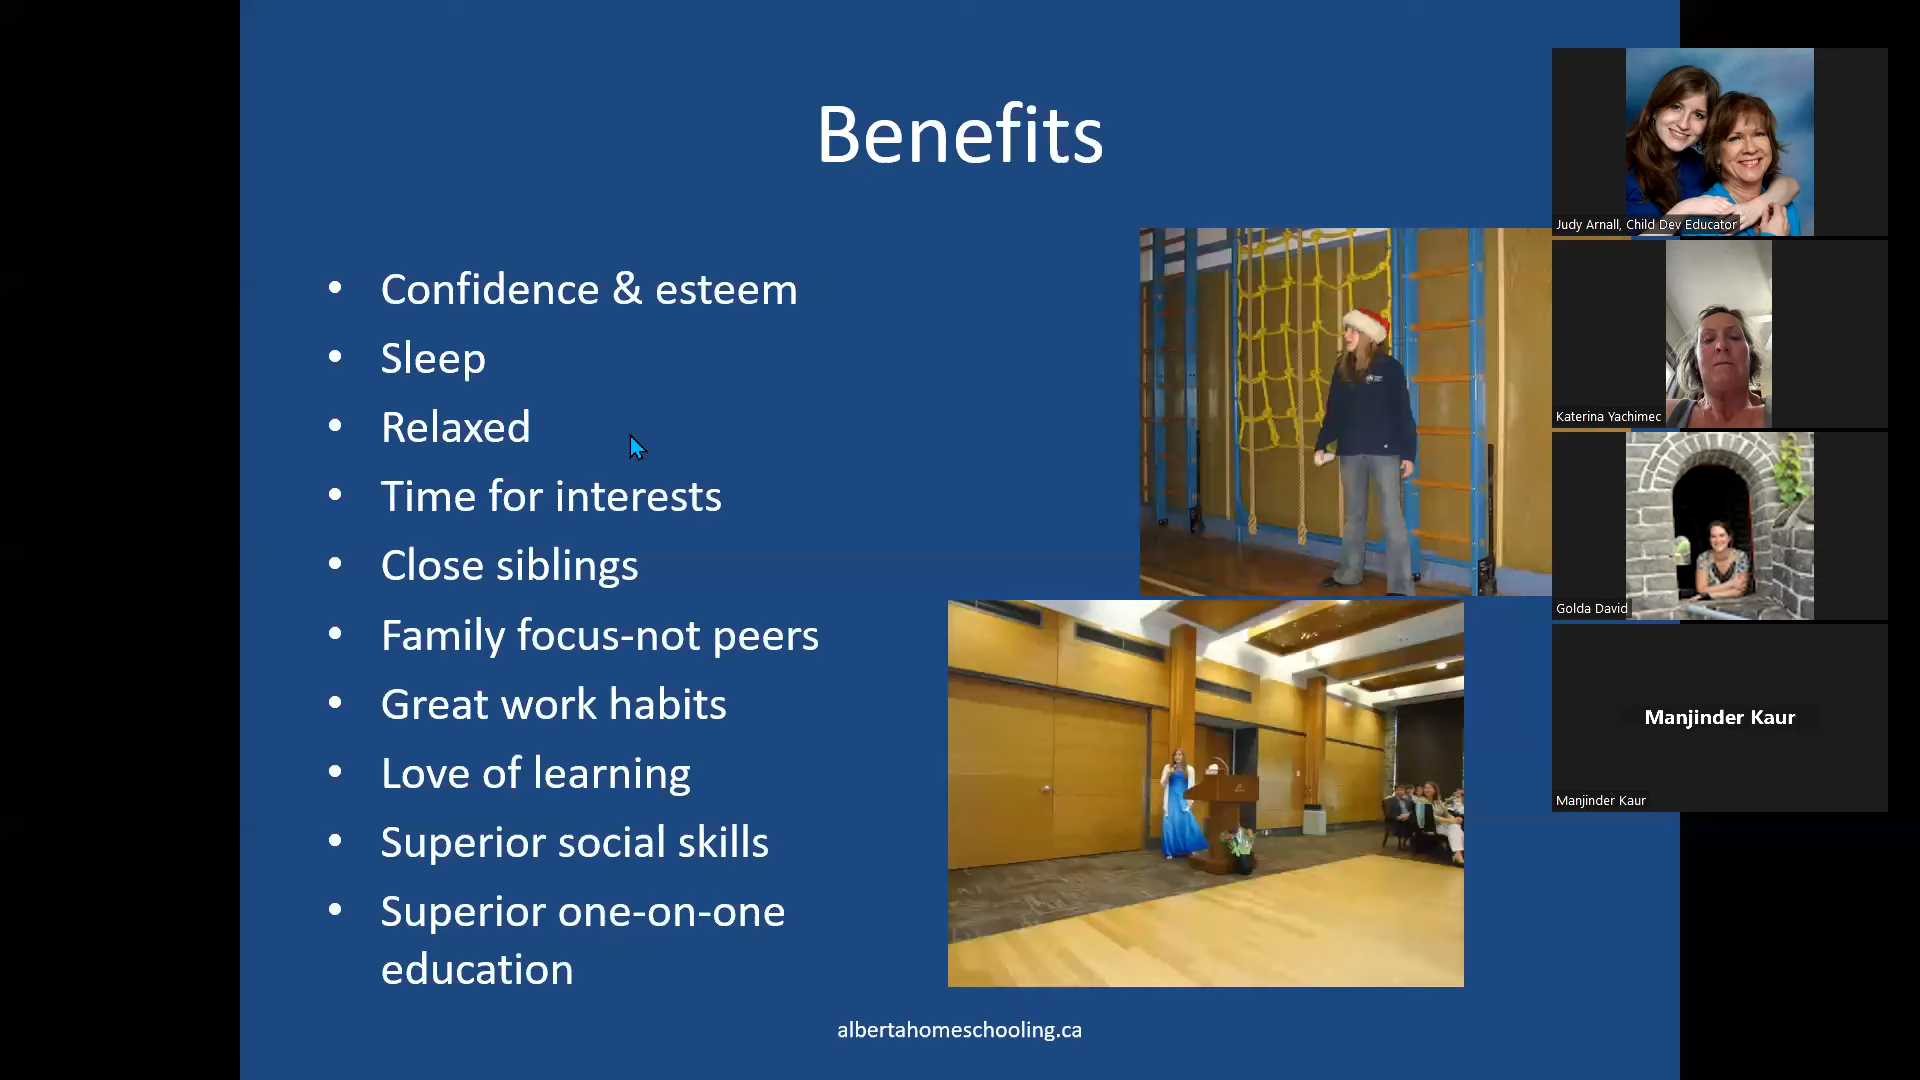 Benefits
• Confidence & esteem
• Sleep
• Relaxed
• Time for interests
• Close siblings
• Family focus-not peers
• Great work habits
• Love of learning
• Superior social skills
• Superior one-on-one
education
albertahomeschooling.ca
Judy Arnall, Child Dev Educator
Katerina Yachimec
Golda David
Manjinder Kaur
Manjinder Kaur